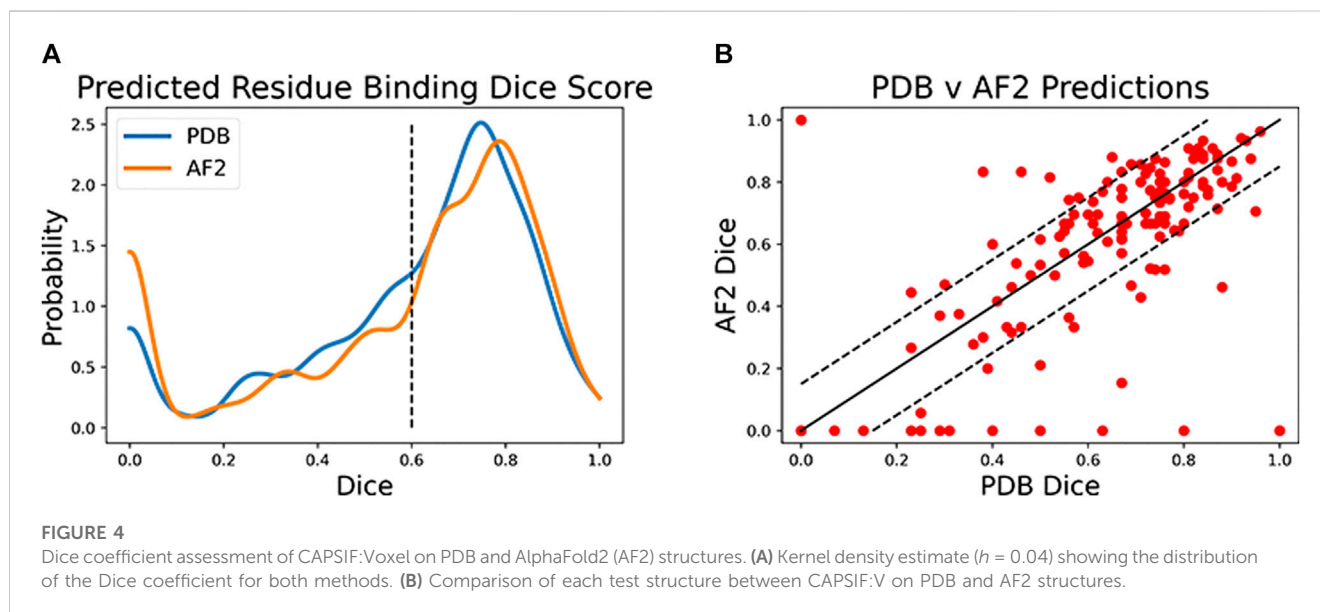 A
Predicted Residue Binding Dice Score
PDB
AF2
Probability
2.5
2.0
1.5
1.0
0.5
0.0
0.0 0.2 0.4 0.6 0.8 1.0
Dice
B
PDB v AF2 Predictions
AF2 Dice
1.0
0.8
0.6
0.4
0.2
0.0
0.0 0.2 0.4 0.6 0.8 1.0
PDB Dice
FIGURE 4
Dice coefficient assessment of CAPSIF:Voxel on PDB and AlphaFold2 (AF2) structures. (A) Kernel density estimate (h = 0.04) showing the distribution
of the Dice coefficient for both methods. (B) Comparison of each test structure between CAPSIF:V on PDB and AF2 structures.